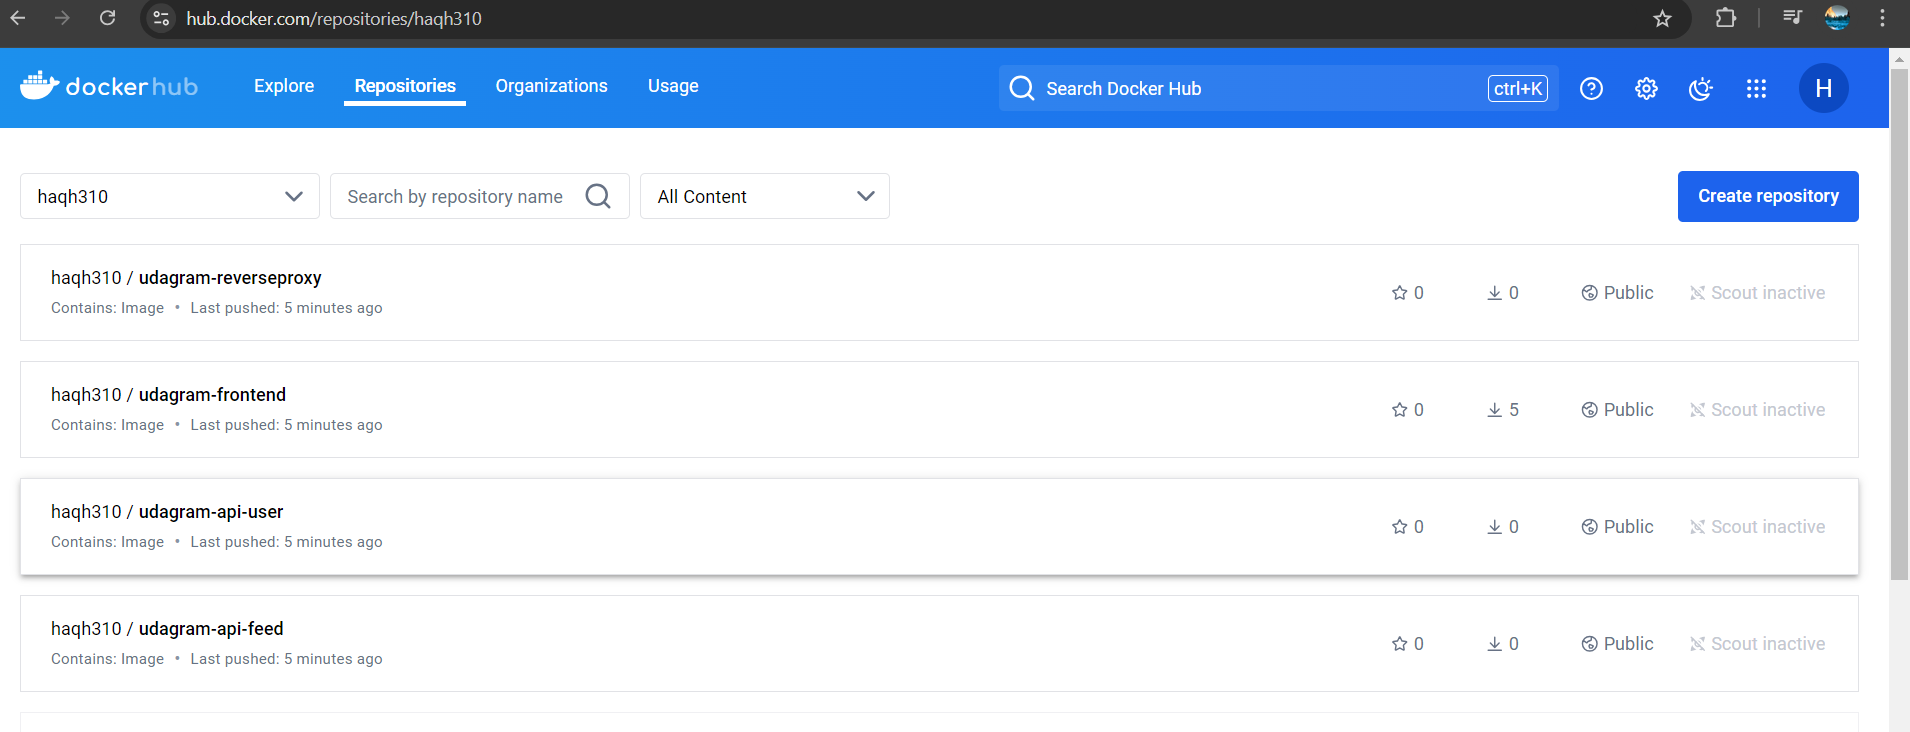 hub.docker.com/repositories/haqh310
dockerhub Explore Repositories Organizations Usage Search Docker Hub ctrl+K H
haqh310 Search by repository name All Content Create repository
haqh310 / udagram-reverseproxy
Contains: Image • Last pushed: 5 minutes ago
0 0 Public Scout inactive
haqh310 / udagram-frontend
Contains: Image • Last pushed: 5 minutes ago
0 5 Public Scout inactive
haqh310 / udagram-api-user
Contains: Image • Last pushed: 5 minutes ago
0 0 Public Scout inactive
haqh310 / udagram-api-feed
Contains: Image • Last pushed: 5 minutes ago
0 0 Public Scout inactive